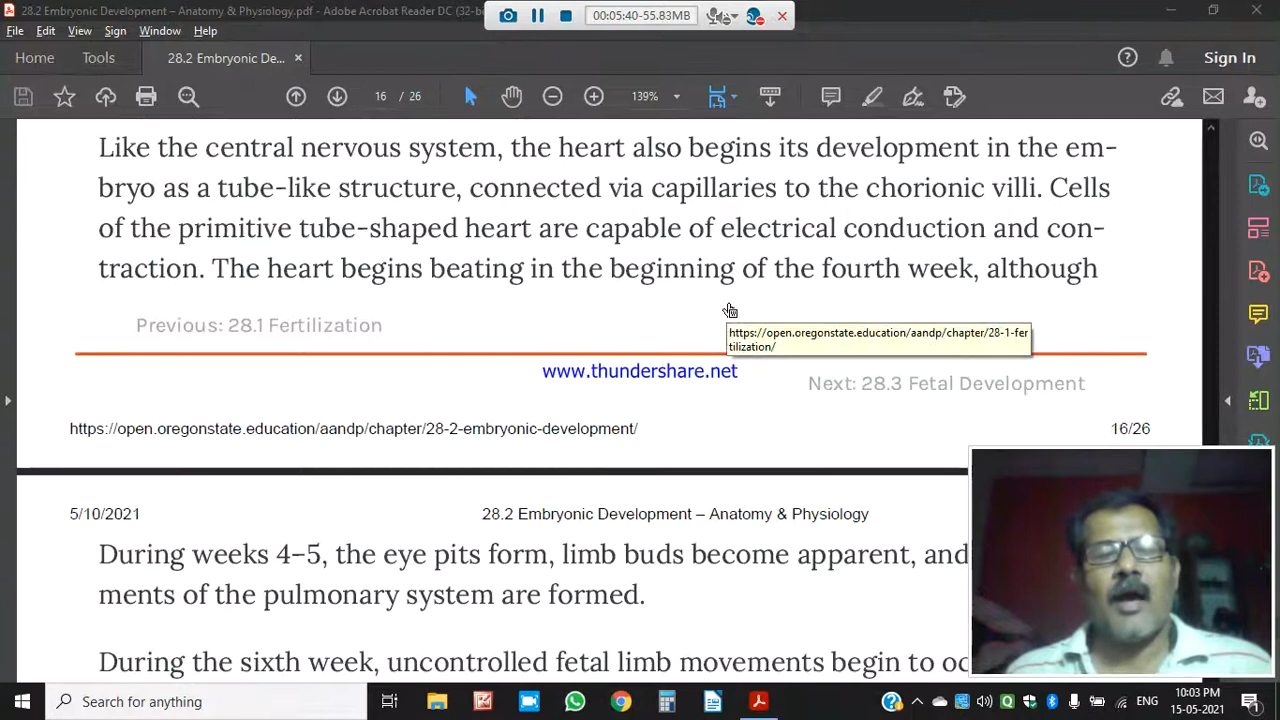 28.2 Embryonic Development – Anatomy & Physiology.pdf - Adobe Acrobat Reader DC (32-b
00:05:40-55.83MB
File Edit View Sign Window Help
Home Tools 28.2 Embryonic De... × Sign In
16 / 26 139%
Like the central nervous system, the heart also begins its development in the em-
bryo as a tube-like structure, connected via capillaries to the chorionic villi. Cells
of the primitive tube-shaped heart are capable of electrical conduction and con-
traction. The heart begins beating in the beginning of the fourth week, although
Previous: 28.1 Fertilization
https://open.oregonstate.education/aandp/chapter/28-1-fer
tilization/
www.thundershare.net
Next: 28.3 Fetal Development
https://open.oregonstate.education/aandp/chapter/28-2-embryonic-development/ 16/26
5/10/2021 28.2 Embryonic Development – Anatomy & Physiology
During weeks 4–5, the eye pits form, limb buds become apparent, and
ments of the pulmonary system are formed.
During the sixth week, uncontrolled fetal limb movements begin to oc
Search for anything
ENG
10:03 PM
15-05-2021